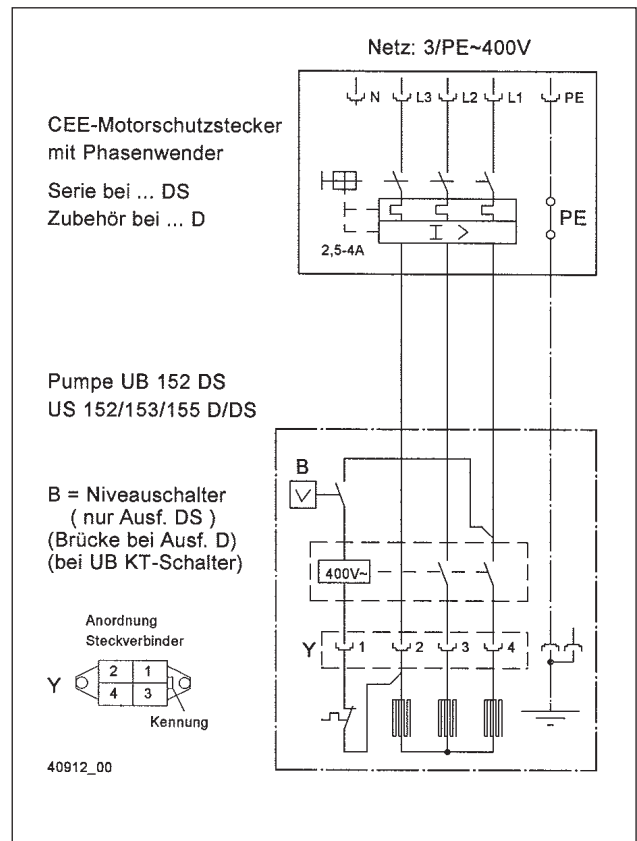 Netz: 3/PE~400V
N L3 L2 L1 PE
CEE-Motorschutzstecker
mit Phasenwender
Serie bei ... DS
Zubehör bei ... D
PE
I >
2,5-4A
Pumpe UB 152 DS
US 152/153/155 D/DS
B
B = Niveauschalter
( nur Ausf. DS )
(Brücke bei Ausf. D)
(bei UB KT-Schalter)
400V~
Anordnung
Steckverbinder
Y 1 2 3 4
Y
2 1
4 3
Kennung
40912_00